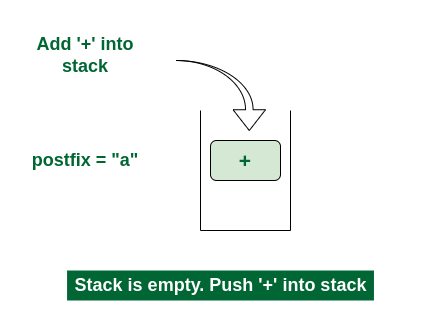 Add '+' into
stack
+
postfix = "a"
Stack is empty. Push '+' into stack